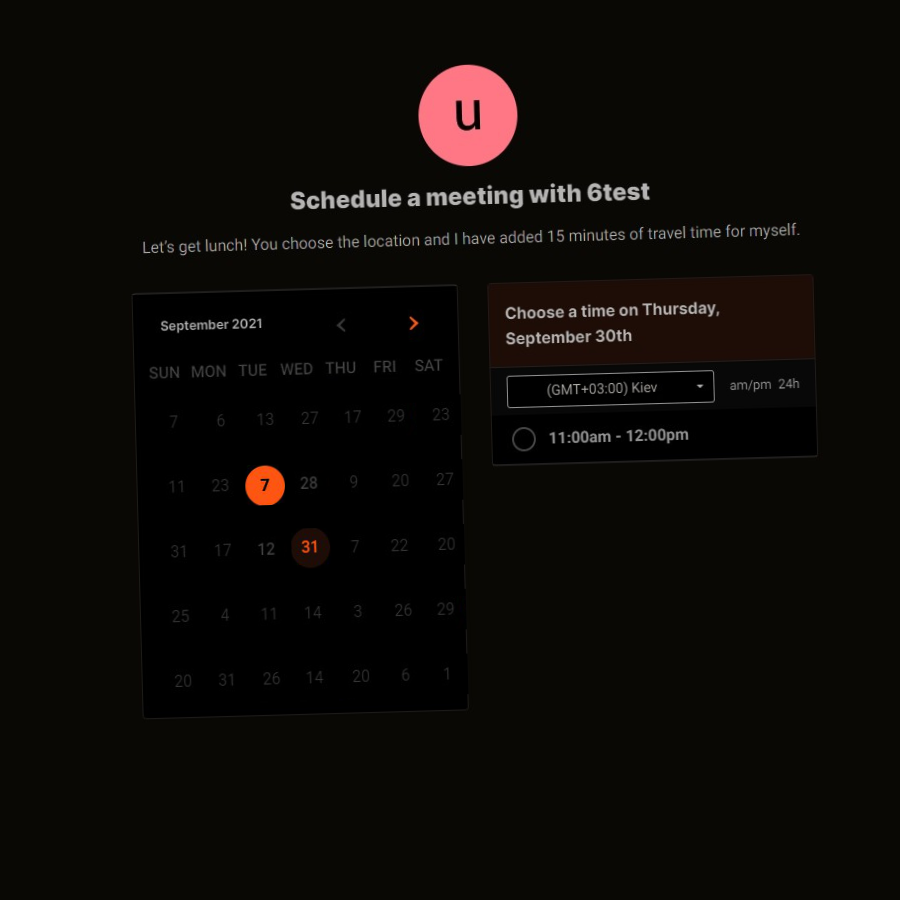 u
Schedule a meeting with 6test
Let's get lunch! You choose the location and I have added 15 minutes of travel time for myself.
September 2021
SUN MON TUE WED THU FRI SAT
7 6 13 27 17 29 23
11 23 7 28 9 20 27
31 17 12 31 7 22 20
25 4 11 14 3 26 29
20 31 26 14 20 6 1
Choose a time on Thursday,
September 30th
(GMT+03:00) Kiev am/pm 24h
11:00am - 12:00pm